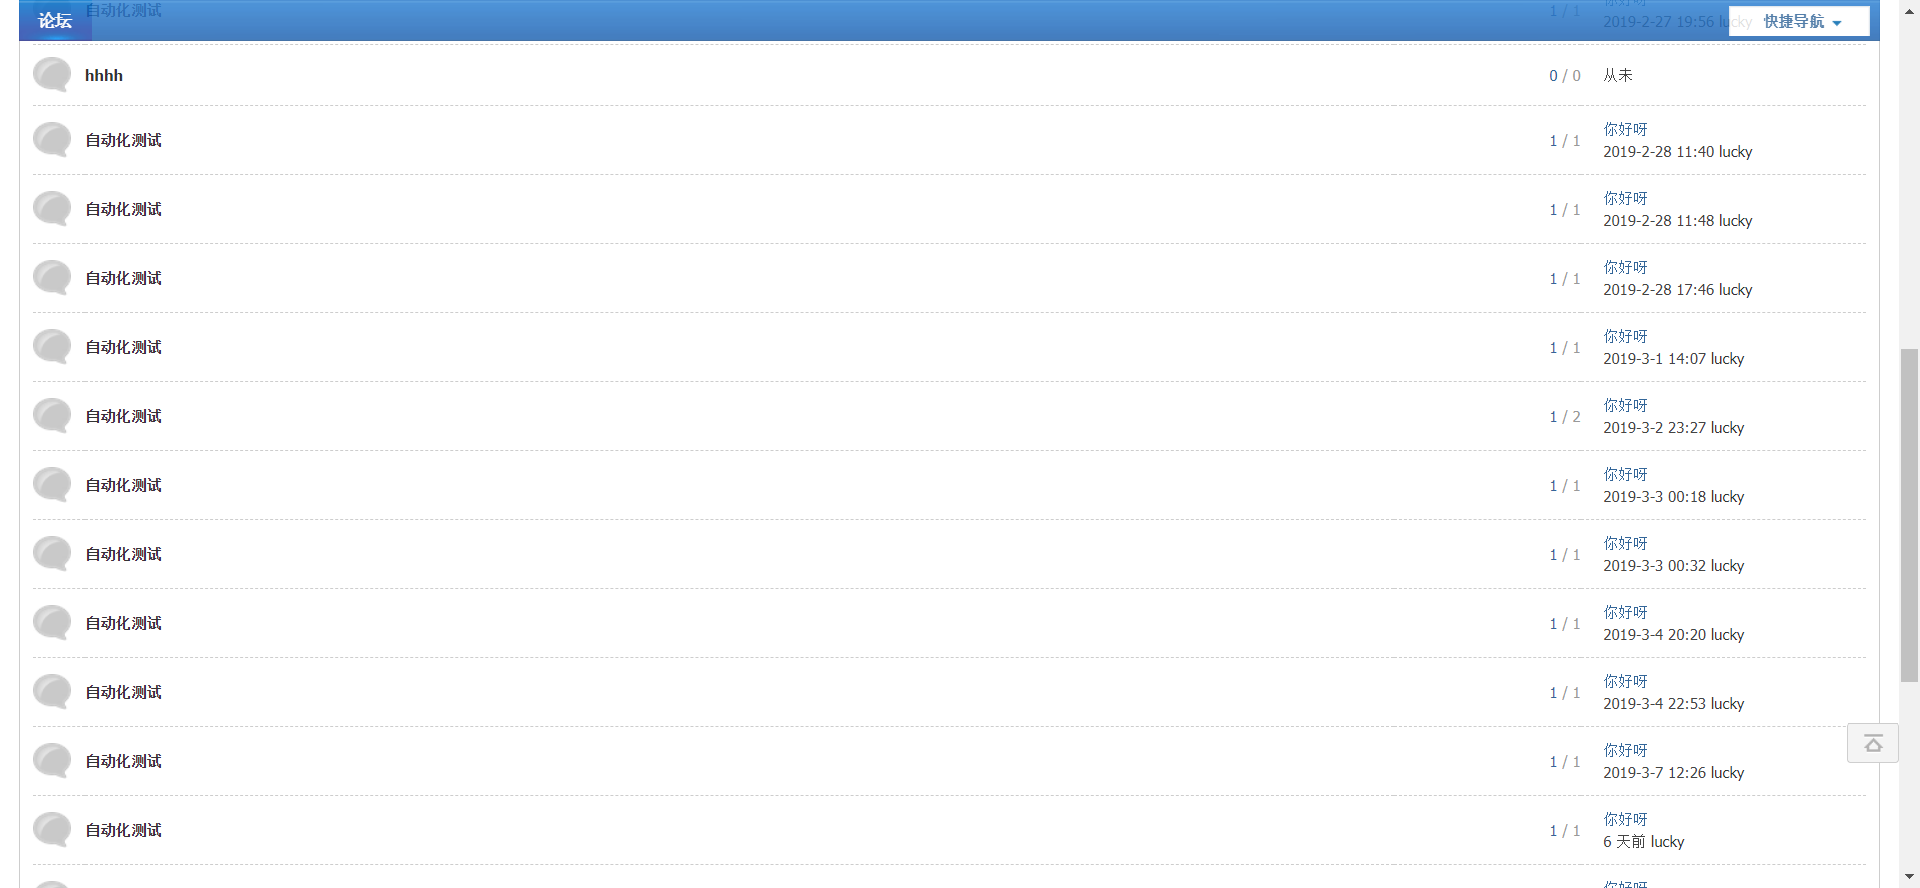 自动化测试
1 / 1
你好呀
2019-2-27 19:56 lucky
论坛
快捷导航
hhhh
0 / 0
从未
自动化测试
1 / 1
你好呀
2019-2-28 11:40 lucky
自动化测试
1 / 1
你好呀
2019-2-28 11:48 lucky
自动化测试
1 / 1
你好呀
2019-2-28 17:46 lucky
自动化测试
1 / 1
你好呀
2019-3-1 14:07 lucky
自动化测试
1 / 2
你好呀
2019-3-2 23:27 lucky
自动化测试
1 / 1
你好呀
2019-3-3 00:18 lucky
自动化测试
1 / 1
你好呀
2019-3-3 00:32 lucky
自动化测试
1 / 1
你好呀
2019-3-4 20:20 lucky
自动化测试
1 / 1
你好呀
2019-3-4 22:53 lucky
自动化测试
1 / 1
你好呀
2019-3-7 12:26 lucky
自动化测试
1 / 1
你好呀
6 天前 lucky
你好呀